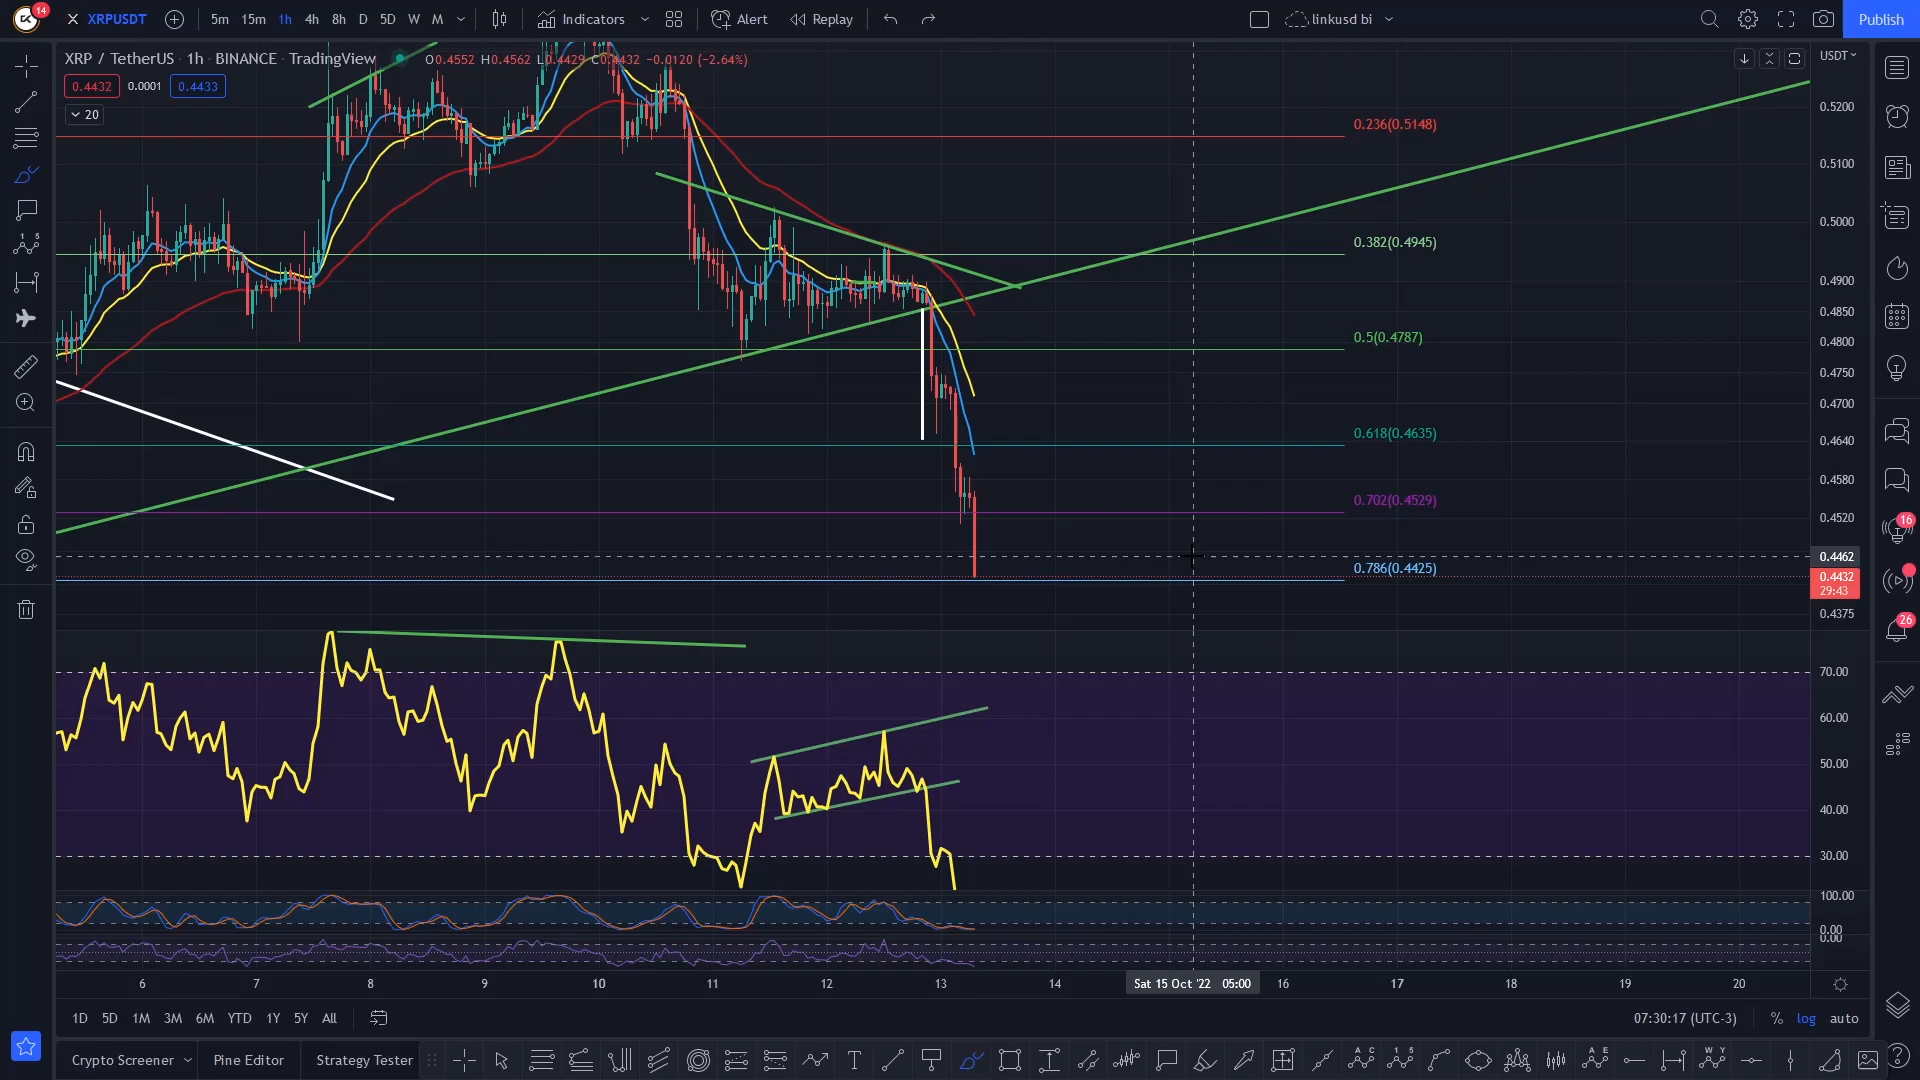 14
XRPUSDT
5m 15m 1h 4h 8h D 5D W M
Indicators
Alert
Replay
linkusd bi
Publish
XRP / TetherUS · 1h · BINANCE · TradingView
O0.4552 H0.4562 L0.4429 C0.4432 −0.0120 (−2.64%)
0.4432 0.0001 0.4433
20
USDT
0.5200
0.236(0.5148)
0.5100
0.5000
0.382(0.4945)
0.4900
0.4850
0.5(0.4787)
0.4800
0.4750
0.4700
0.618(0.4635)
0.4640
0.4580
0.702(0.4529)
0.4520
0.4462
0.786(0.4425)
0.4432
29:43
0.4375
16
26
70.00
60.00
50.00
40.00
30.00
100.00
0.00
0.00
6 7 8 9 10 11 12 13 14 Sat 15 Oct '22 05:00 16 17 18 19 20
1D 5D 1M 3M 6M YTD 1Y 5Y All
07:30:17 (UTC-3) % log auto
Crypto Screener Pine Editor Strategy Tester